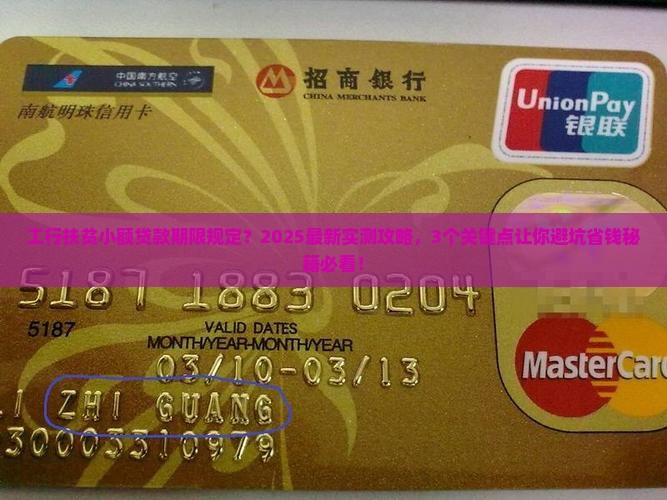 中国南方航空
CHINA SOUTHERN
南航明珠信用卡
招商银行
CHINA MERCHANTS BANK
UnionPay
银联
工行扶贫小额贷款期限规定？2025最新实测攻略，3个关键点让你避坑省钱秘
籍必看！
5187 1883 0204
5187
VALID DATES
MONTH/YEAR-MONTH/YEAR
03/10-03/13
MasterCard
LI ZHI GUANG
300033310979